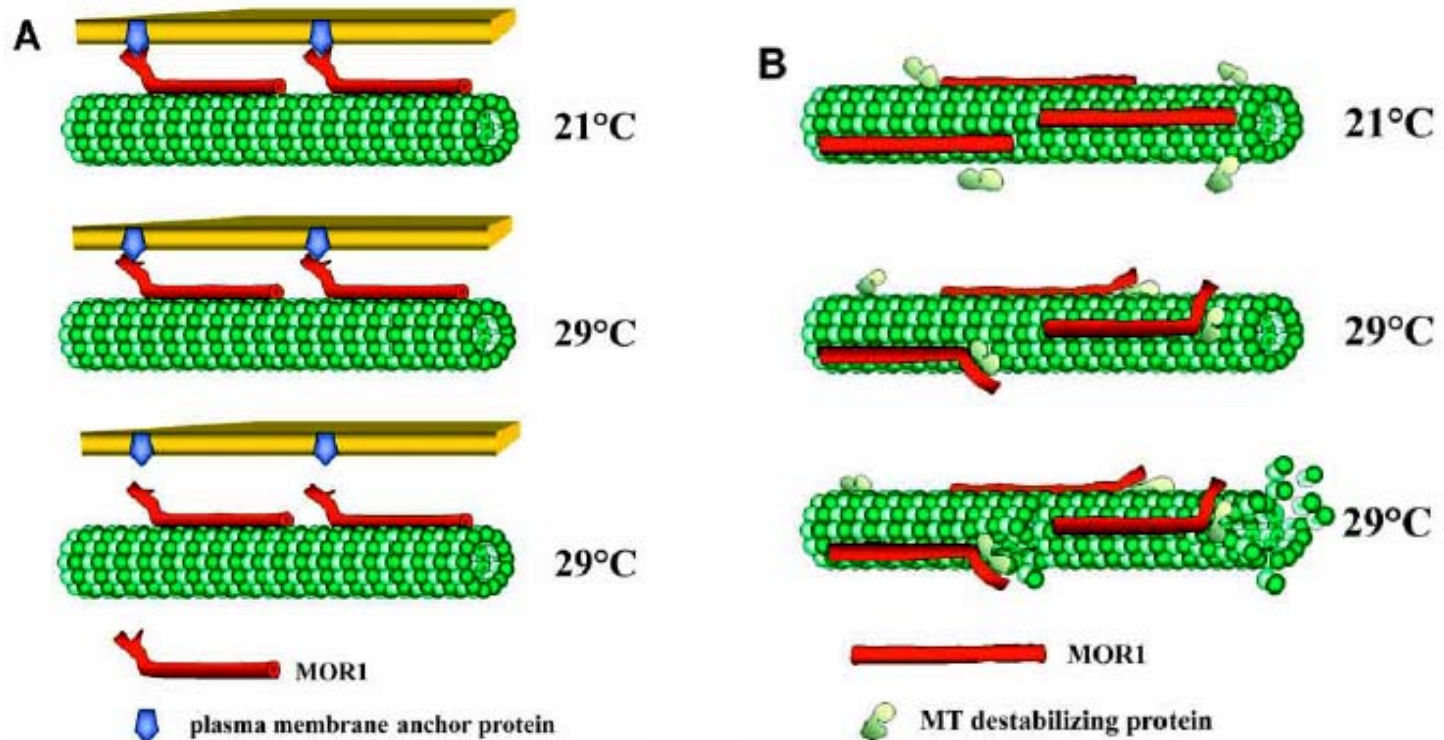 A
21°C
29°C
29°C
MOR1
plasma membrane anchor protein
B
21°C
29°C
29°C
MOR1
MT destabilizing protein